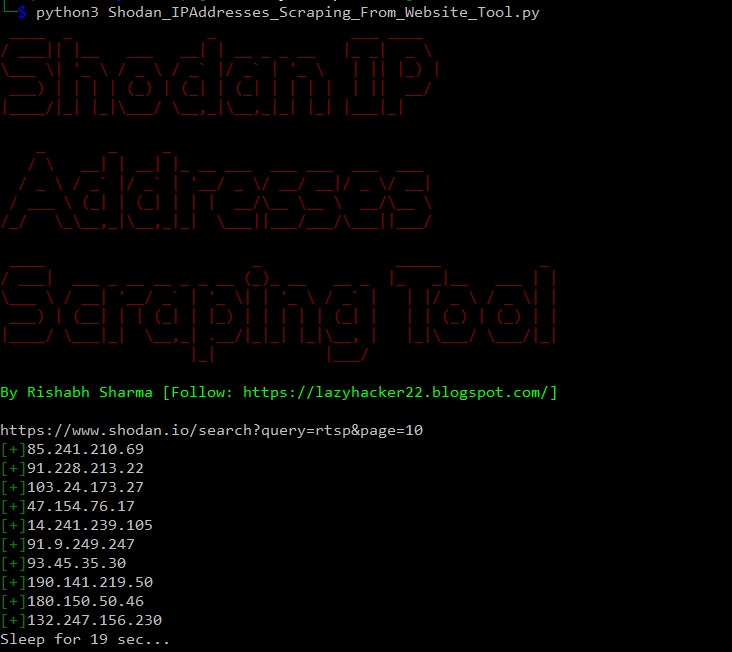 └─$ python3 Shodan_IPAddresses_Scraping_From_Website_Tool.py
Shodan IP
Addresses
Scraping Tool
By Rishabh Sharma [Follow: https://lazyhacker22.blogspot.com/]
https://www.shodan.io/search?query=rtsp&page=10
[+]85.241.210.69
[+]91.228.213.22
[+]103.24.173.27
[+]47.154.76.17
[+]14.241.239.105
[+]91.9.249.247
[+]93.45.35.30
[+]190.141.219.50
[+]180.150.50.46
[+]132.247.156.230
Sleep for 19 sec...